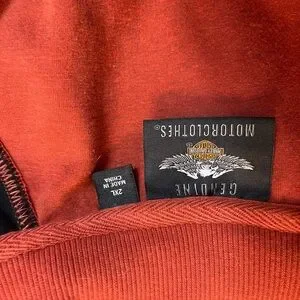 GENUINE
MOTORCLOTHES®
2XL
MADE IN
CHINA